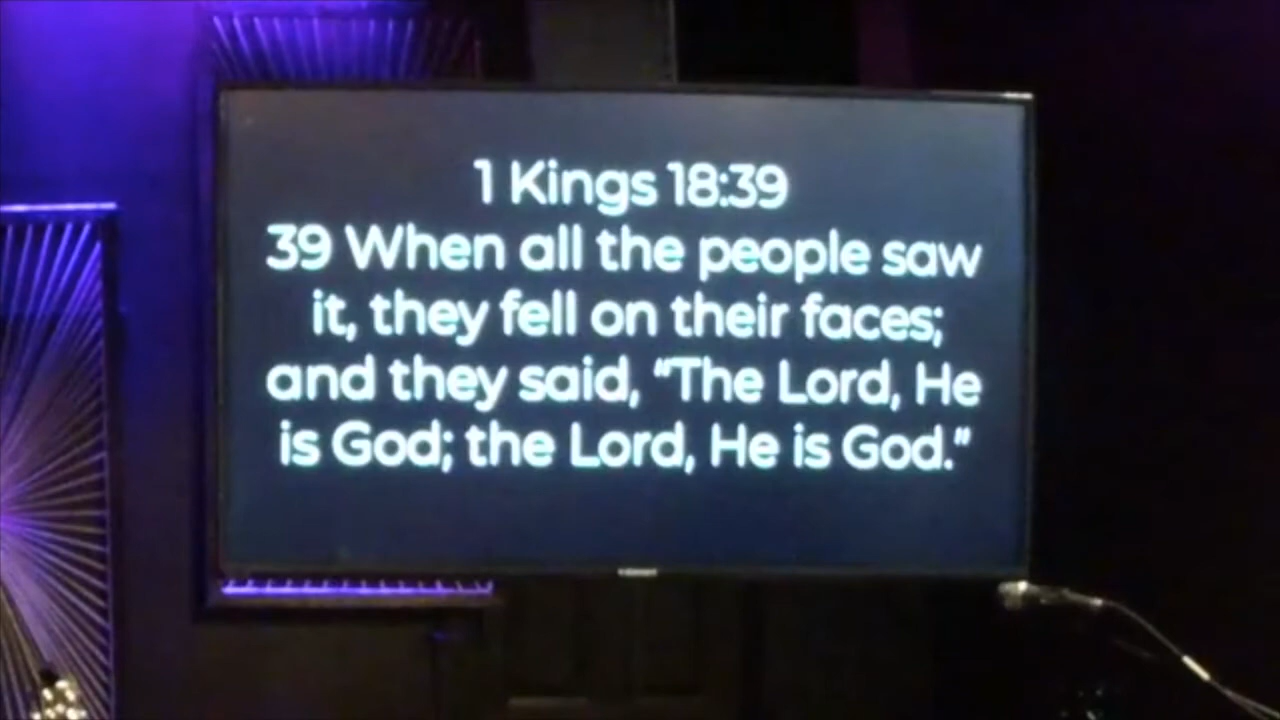 1 Kings 18:39
39 When all the people saw
it, they fell on their faces;
and they said, “The Lord, He
is God; the Lord, He is God.”